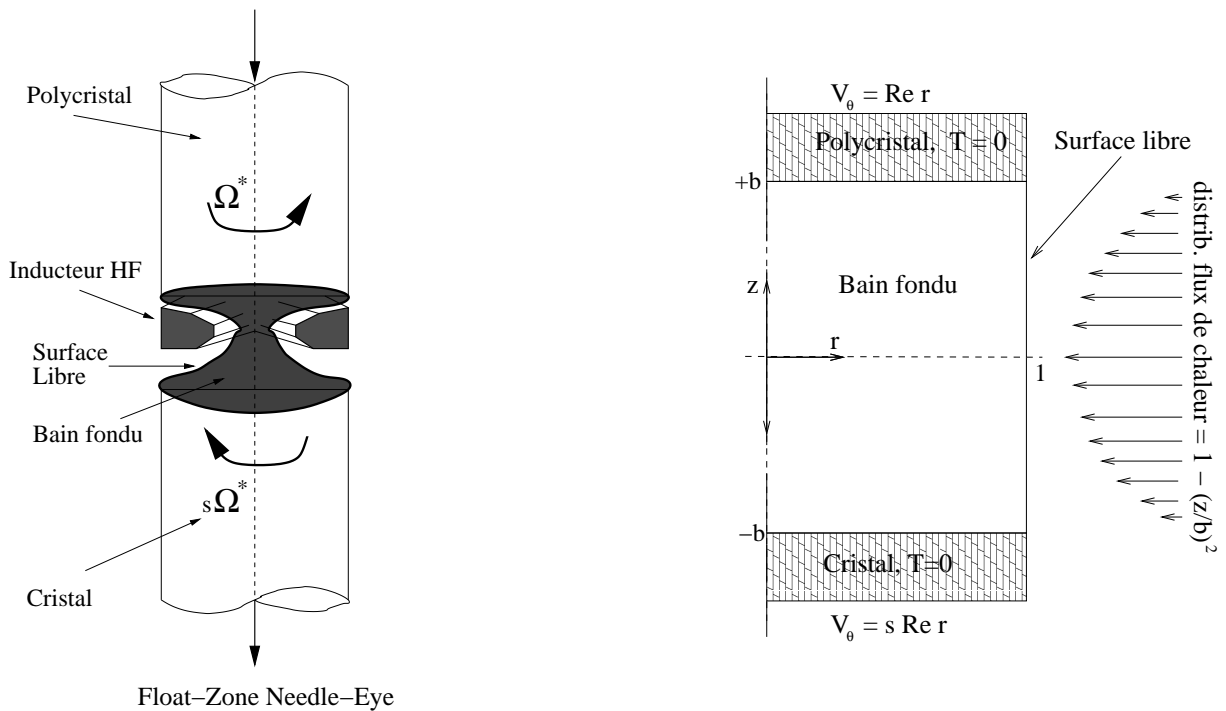 Polycristal
Ω*
Inducteur HF
Surface
Libre
Bain fondu
sΩ*
Cristal
Float−Zone Needle−Eye
V_θ = Re r
Polycristal, T = 0
Surface libre
+b
z
Bain fondu
r
1
−b
Cristal, T=0
V_θ = s Re r
distrib. flux de chaleur = 1 − (z/b)²